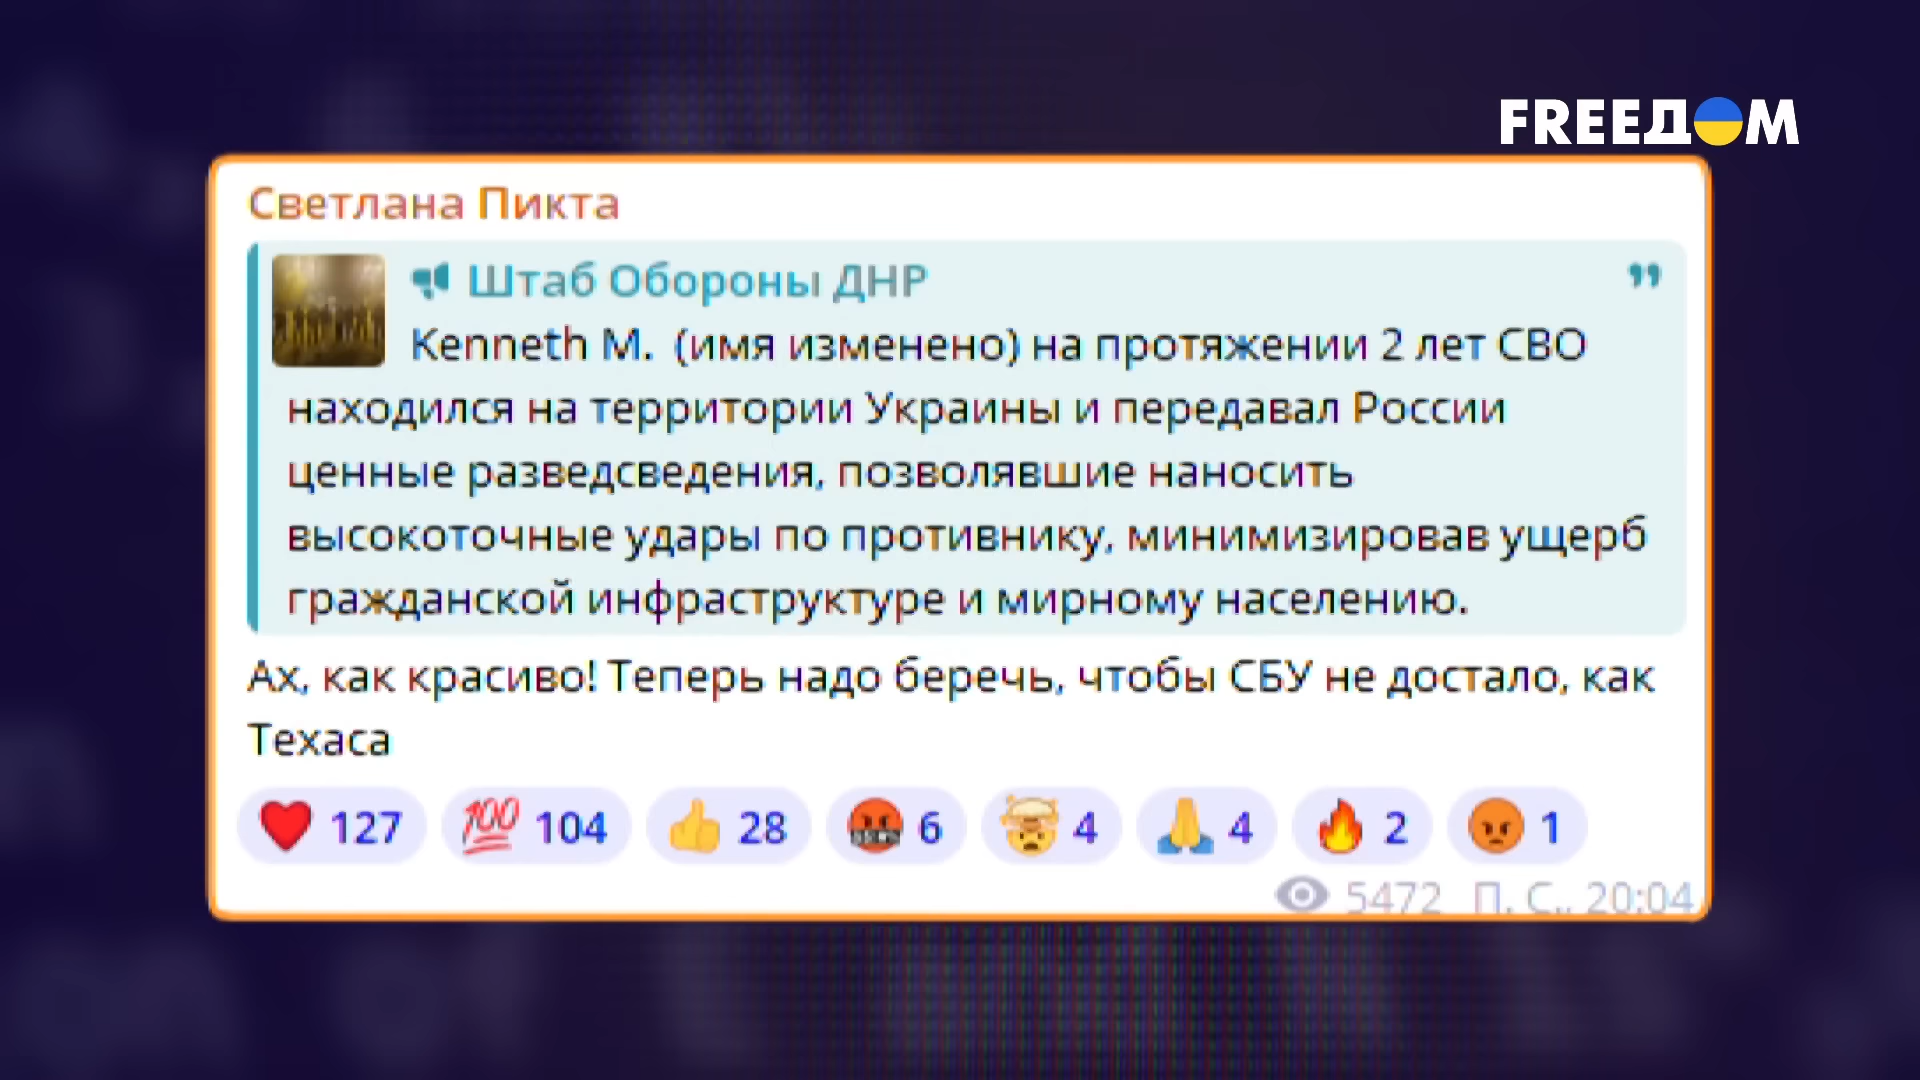 FREEДOM
Светлана Пикта
Штаб Обороны ДНР
Kenneth M. (имя изменено) на протяжении 2 лет СВО
находился на территории Украины и передавал России
ценные разведсведения, позволявшие наносить
высокоточные удары по противнику, минимизировав ущерб
гражданской инфраструктуре и мирному населению.
Ах, как красиво! Теперь надо беречь, чтобы СБУ не достало, как
Техаса
127 100 104 28 6 4 4 2 1
5472 П. С., 20:04